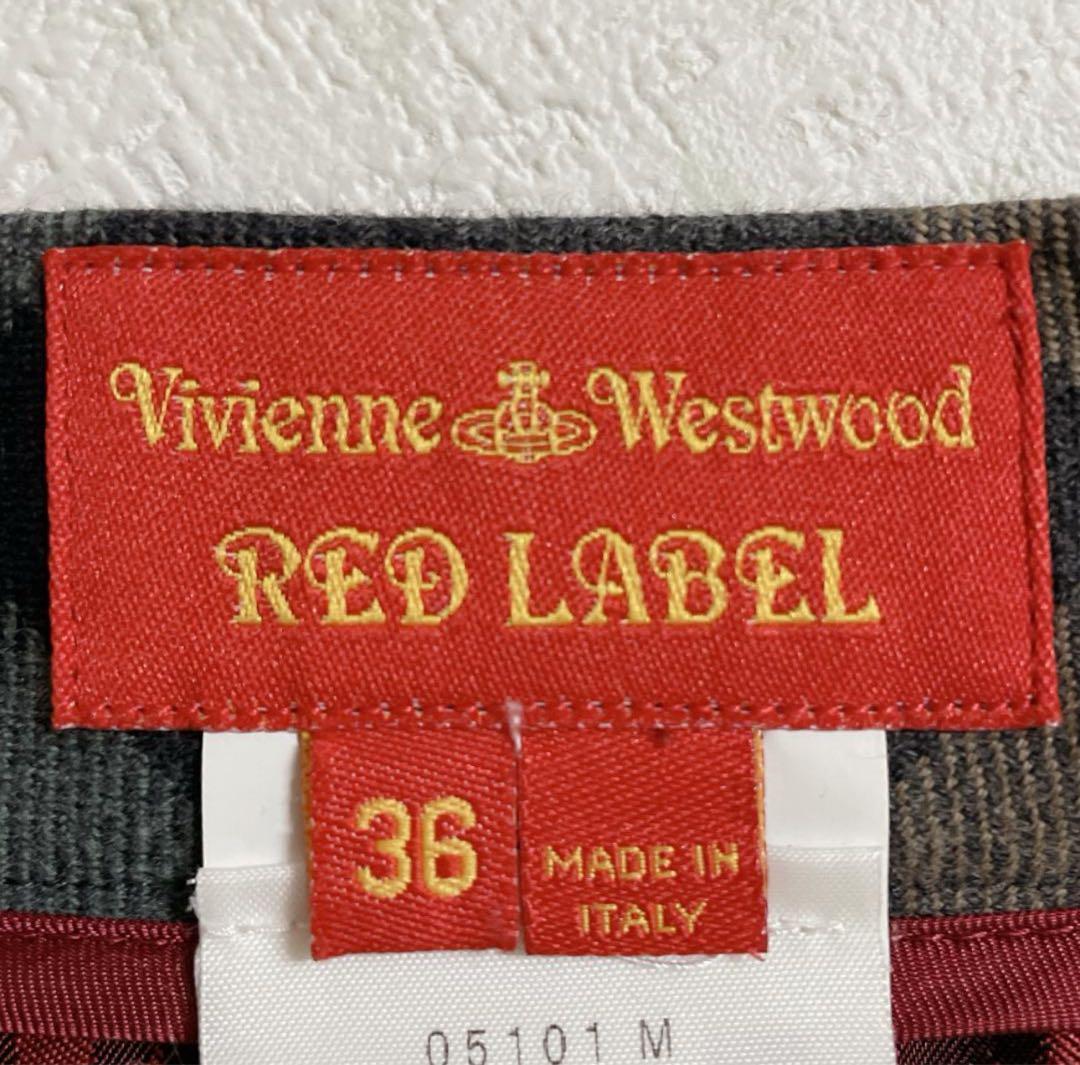 Vivienne Westwood
RED LABEL
36
MADE IN
ITALY
05101 M